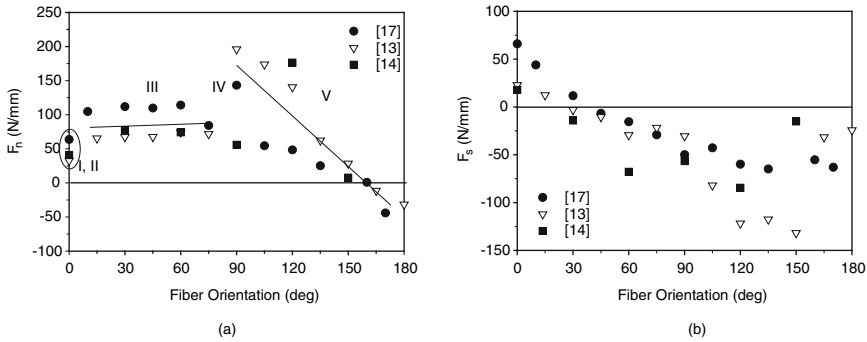 250
200
150
100
50
0
-50
-100
0 30 60 90 120 150 180
Fₙ (N/mm)
Fiber Orientation (deg)
III
IV
V
I, II
[17]
[13]
[14]
(a)
100
50
0
-50
-100
-150
0 30 60 90 120 150 180
Fₛ (N/mm)
Fiber Orientation (deg)
[17]
[13]
[14]
(b)